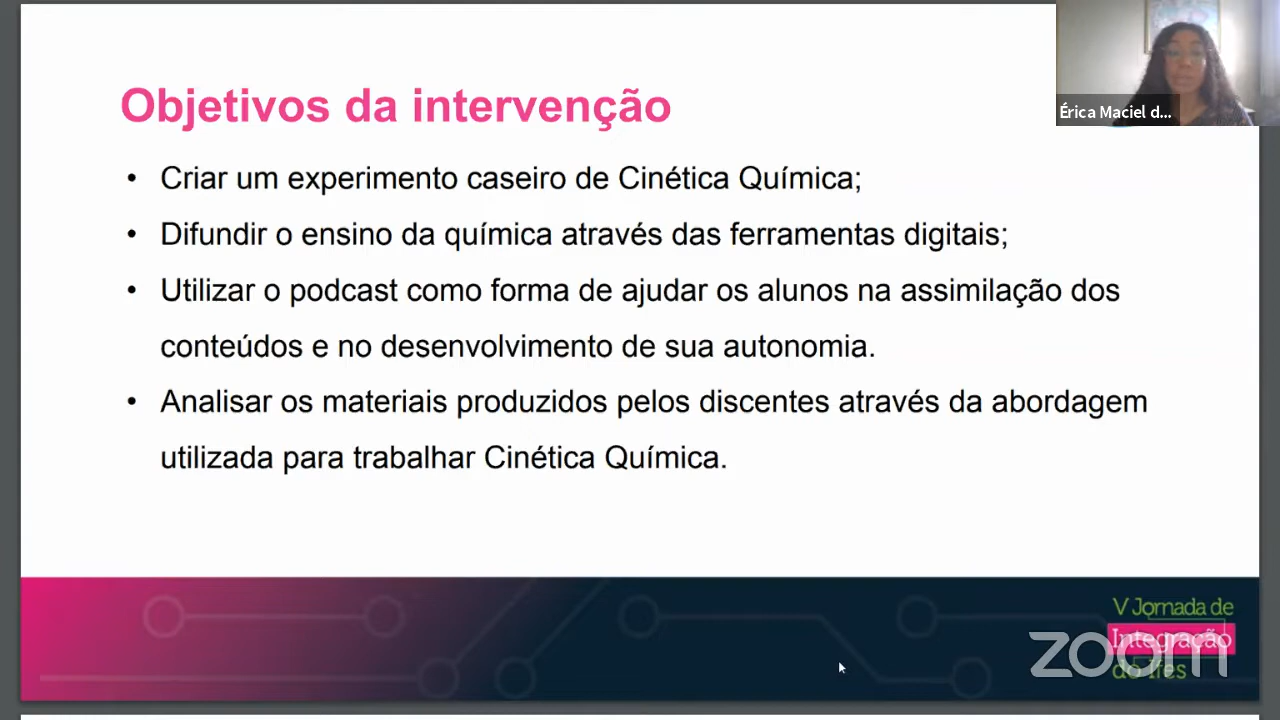 Objetivos da intervenção
• Criar um experimento caseiro de Cinética Química;
• Difundir o ensino da química através das ferramentas digitais;
• Utilizar o podcast como forma de ajudar os alunos na assimilação dos
conteúdos e no desenvolvimento de sua autonomia.
• Analisar os materiais produzidos pelos discentes através da abordagem
utilizada para trabalhar Cinética Química.
Érica Maciel d...
V Jornada de
Integração
do Ifes
zoom